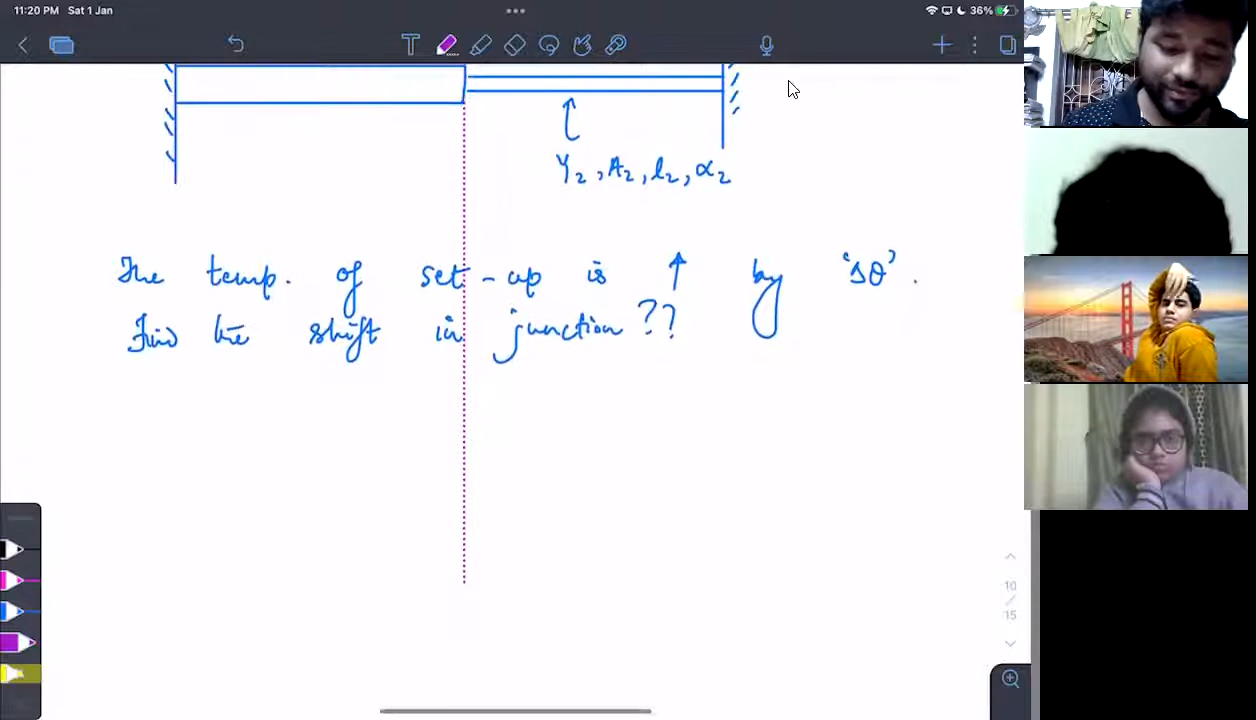 11:20 PM Sat 1 Jan
36%
T
Y2, A2, l2, α2
The temp. of set-up is ↑ by 'Δθ'.
Find the shift in junction ??
10
/
15